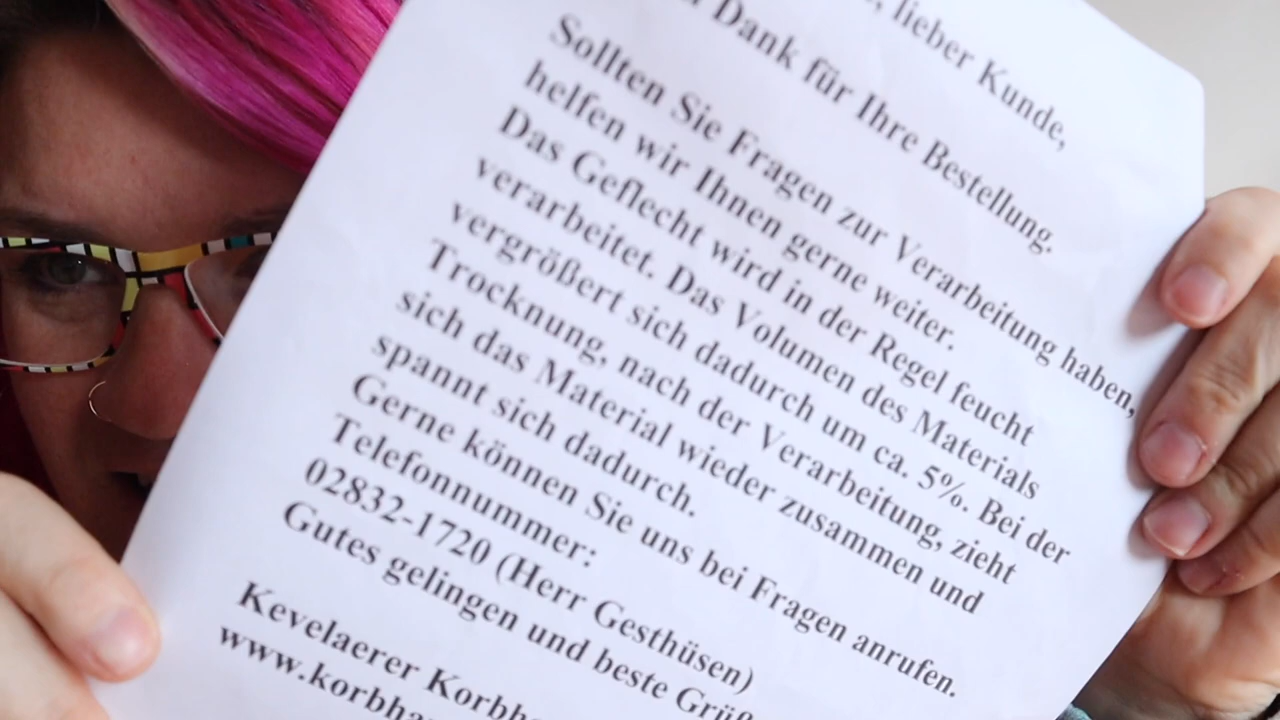 lieber Kunde,
Dank für Ihre Bestellung.
Sollten Sie Fragen zur Verarbeitung haben,
helfen wir Ihnen gerne weiter.
Das Geflecht wird in der Regel feucht
verarbeitet. Das Volumen des Materials
vergrößert sich dadurch um ca. 5%. Bei der
Trocknung, nach der Verarbeitung, zieht
sich das Material wieder zusammen und
spannt sich dadurch.
Gerne können Sie uns bei Fragen anrufen.
Telefonnummer:
02832-1720 (Herr Gesthüsen)
Gutes gelingen und beste
Kevelaerer